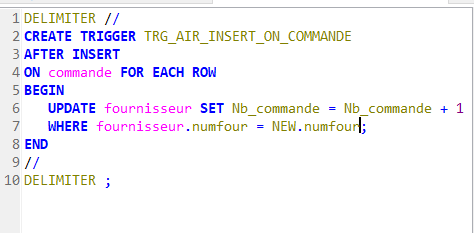 1 DELIMITER //
2 CREATE TRIGGER TRG_AIR_INSERT_ON_COMMANDE
3 AFTER INSERT
4 ON commande FOR EACH ROW
5 BEGIN
6 UPDATE fournisseur SET Nb_commande = Nb_commande + 1
7 WHERE fournisseur.numfour = NEW.numfour;
8 END
9 //
10 DELIMITER ;